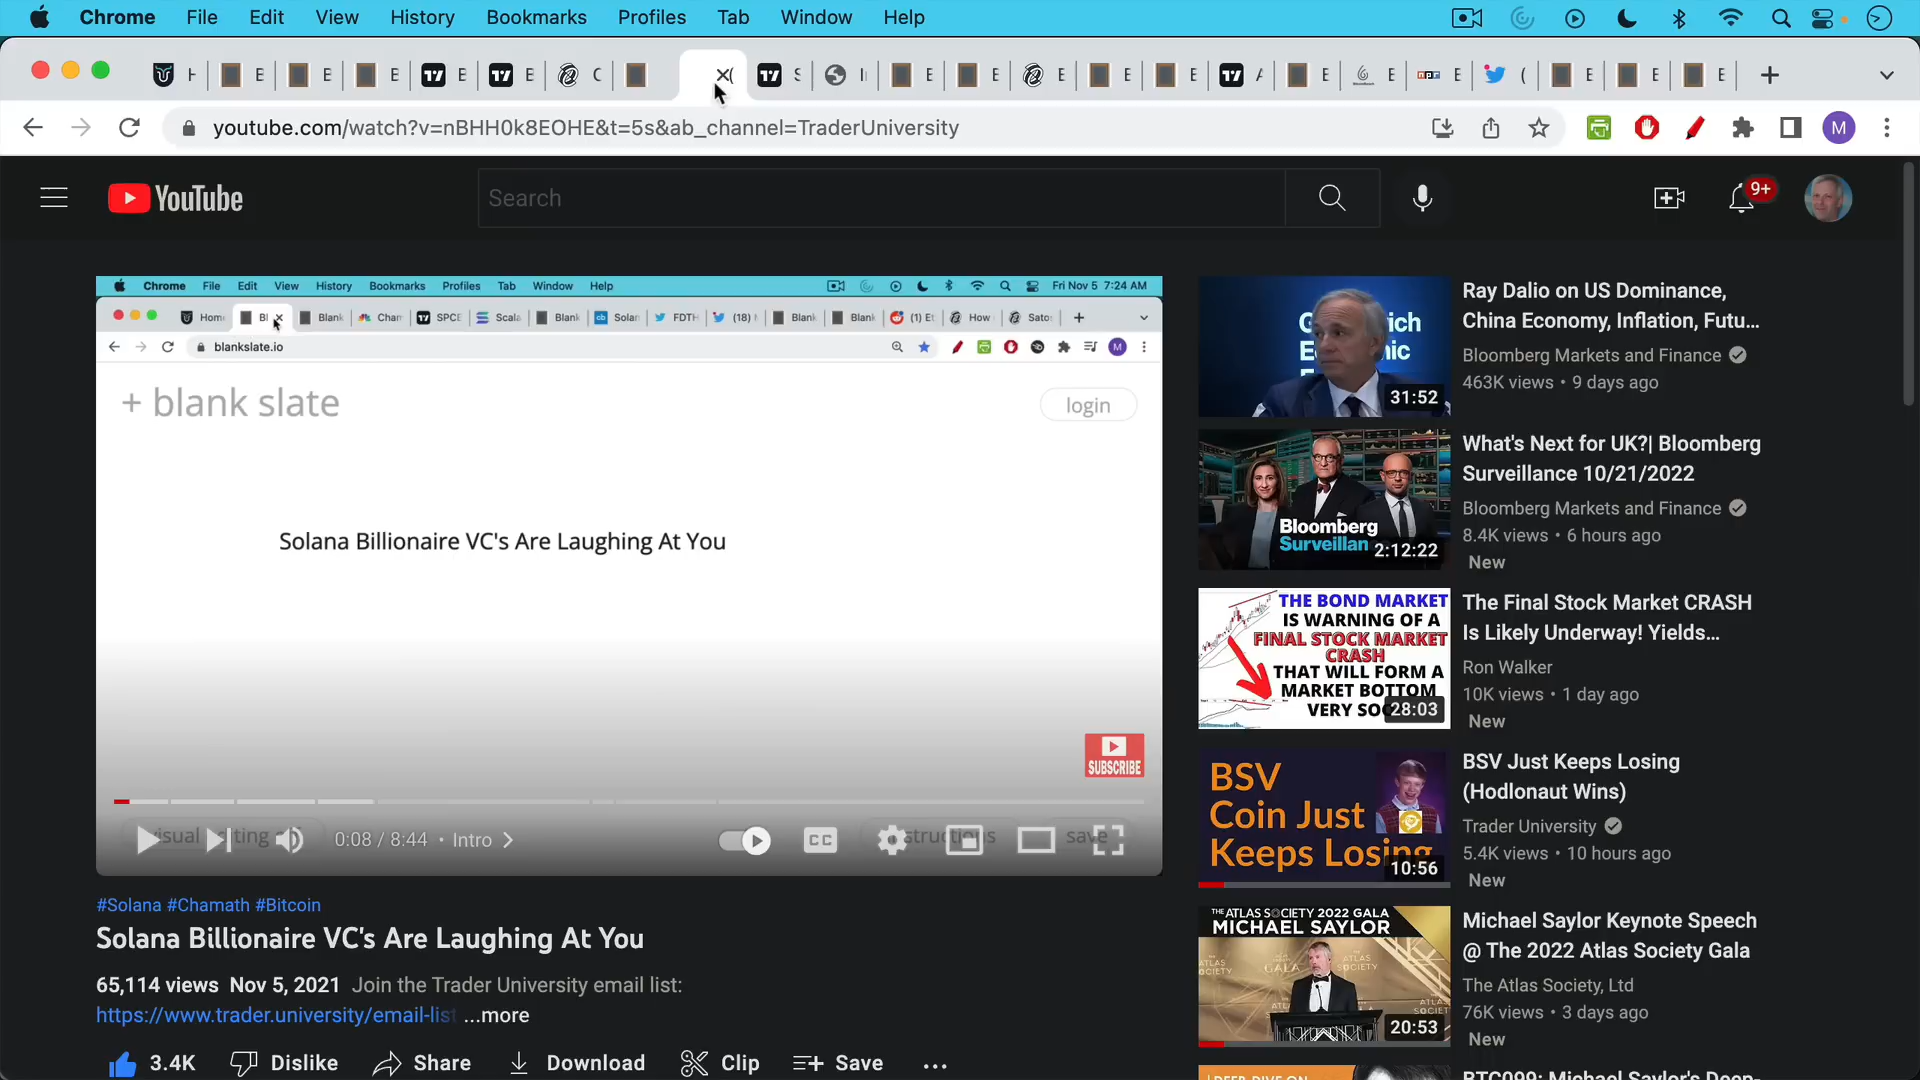 Chrome File Edit View History Bookmarks Profiles Tab Window Help
youtube.com/watch?v=nBHH0k8EOHE&t=5s&ab_channel=TraderUniversity
YouTube
Search
9+
Chrome File Edit View History Bookmarks Profiles Tab Window Help Fri Nov 5 7:24 AM
blankslate.io
+ blank slate
login
Solana Billionaire VC's Are Laughing At You
SUBSCRIBE
0:08 / 8:44 • Intro
#Solana #Chamath #Bitcoin
Solana Billionaire VC's Are Laughing At You
65,114 views Nov 5, 2021 Join the Trader University email list:
https://www.trader.university/email-list ...more
3.4K Dislike Share Download Clip Save ...
31:52
Ray Dalio on US Dominance,
China Economy, Inflation, Futu...
Bloomberg Markets and Finance
463K views • 9 days ago
Bloomberg
Surveillan
2:12:22
What's Next for UK?| Bloomberg
Surveillance 10/21/2022
Bloomberg Markets and Finance
8.4K views • 6 hours ago
New
THE BOND MARKET
IS WARNING OF A
FINAL STOCK MARKET
CRASH
THAT WILL FORM A
MARKET BOTTOM
VERY
28:03
The Final Stock Market CRASH
Is Likely Underway! Yields...
Ron Walker
10K views • 1 day ago
New
BSV
Coin Just
Keeps Losing
10:56
BSV Just Keeps Losing
(Hodlonaut Wins)
Trader University
5.4K views • 10 hours ago
New
THE ATLAS SOCIETY 2022 GALA
MICHAEL SAYLOR
20:53
Michael Saylor Keynote Speech
@ The 2022 Atlas Society Gala
The Atlas Society, Ltd
76K views • 3 days ago
New
BTC099: Michael Saylor's Deep-